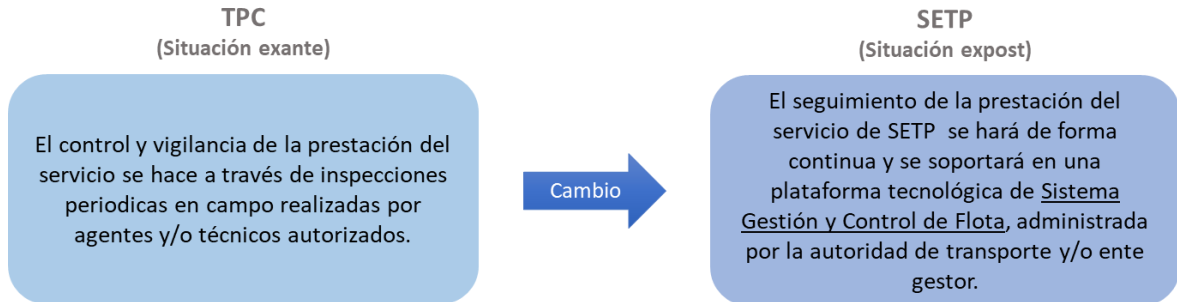 TPC
(Situación exante)
El control y vigilancia de la prestación del
servicio se hace a través de inspecciones
periodicas en campo realizadas por
agentes y/o técnicos autorizados.
Cambio
SETP
(Situación expost)
El seguimiento de la prestación del
servicio de SETP se hará de forma
continua y se soportará en una
plataforma tecnológica de Sistema
Gestión y Control de Flota, administrada
por la autoridad de transporte y/o ente
gestor.